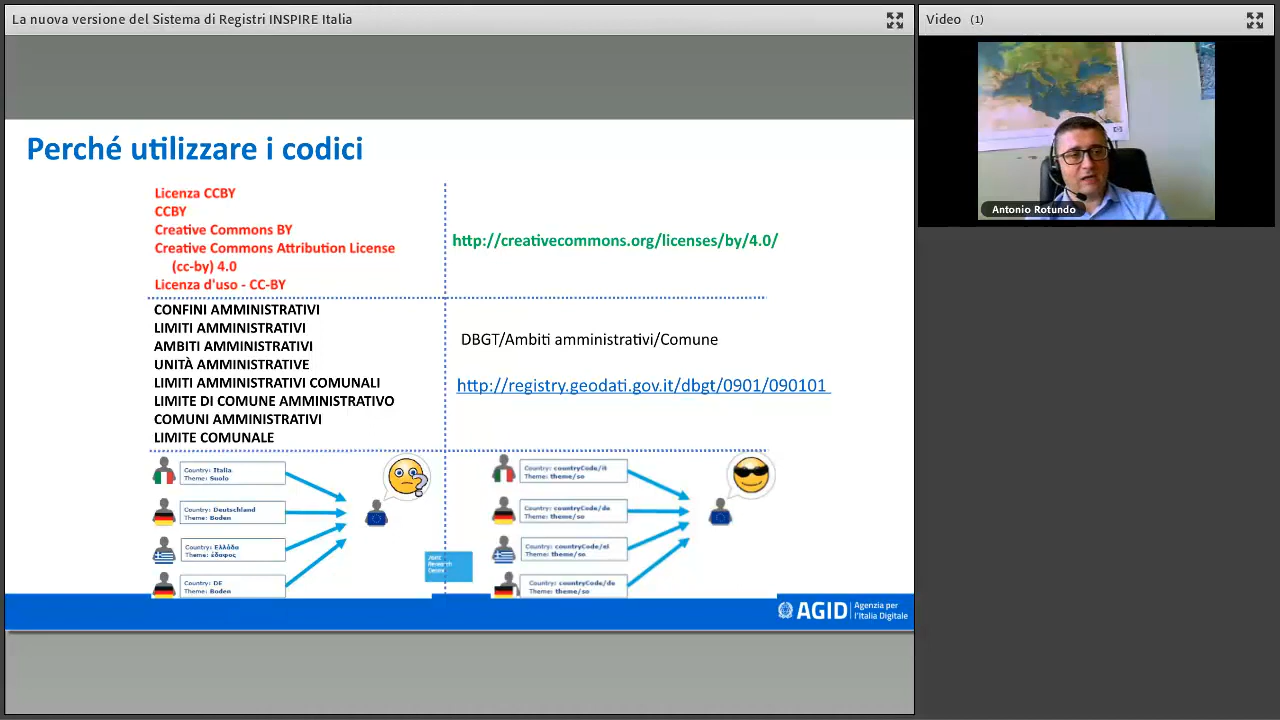 La nuova versione del Sistema di Registri INSPIRE Italia
Video (1)
Antonio Rotundo
Perché utilizzare i codici
Licenza CCBY
CCBY
Creative Commons BY
Creative Commons Attribution License
(cc-by) 4.0
Licenza d'uso - CC-BY
http://creativecommons.org/licenses/by/4.0/
CONFINI AMMINISTRATIVI
LIMITI AMMINISTRATIVI
AMBITI AMMINISTRATIVI
UNITÀ AMMINISTRATIVE
LIMITI AMMINISTRATIVI COMUNALI
LIMITE DI COMUNE AMMINISTRATIVO
COMUNI AMMINISTRATIVI
LIMITE COMUNALE
DBGT/Ambiti amministrativi/Comune
http://registry.geodati.gov.it/dbgt/0901/090101
Country: Italia
Theme: Suolo
Country: Deutschland
Theme: Boden
Country: Ελλάδα
Theme: έδαφος
Country: DE
Theme: Boden
Joint
Research
Centre
Country: countryCode/it
Theme: theme/so
Country: countryCode/de
Theme: theme/so
Country: countryCode/el
Theme: theme/so
Country: countryCode/de
Theme: theme/so
AGID
Agenzia per
l'Italia Digitale